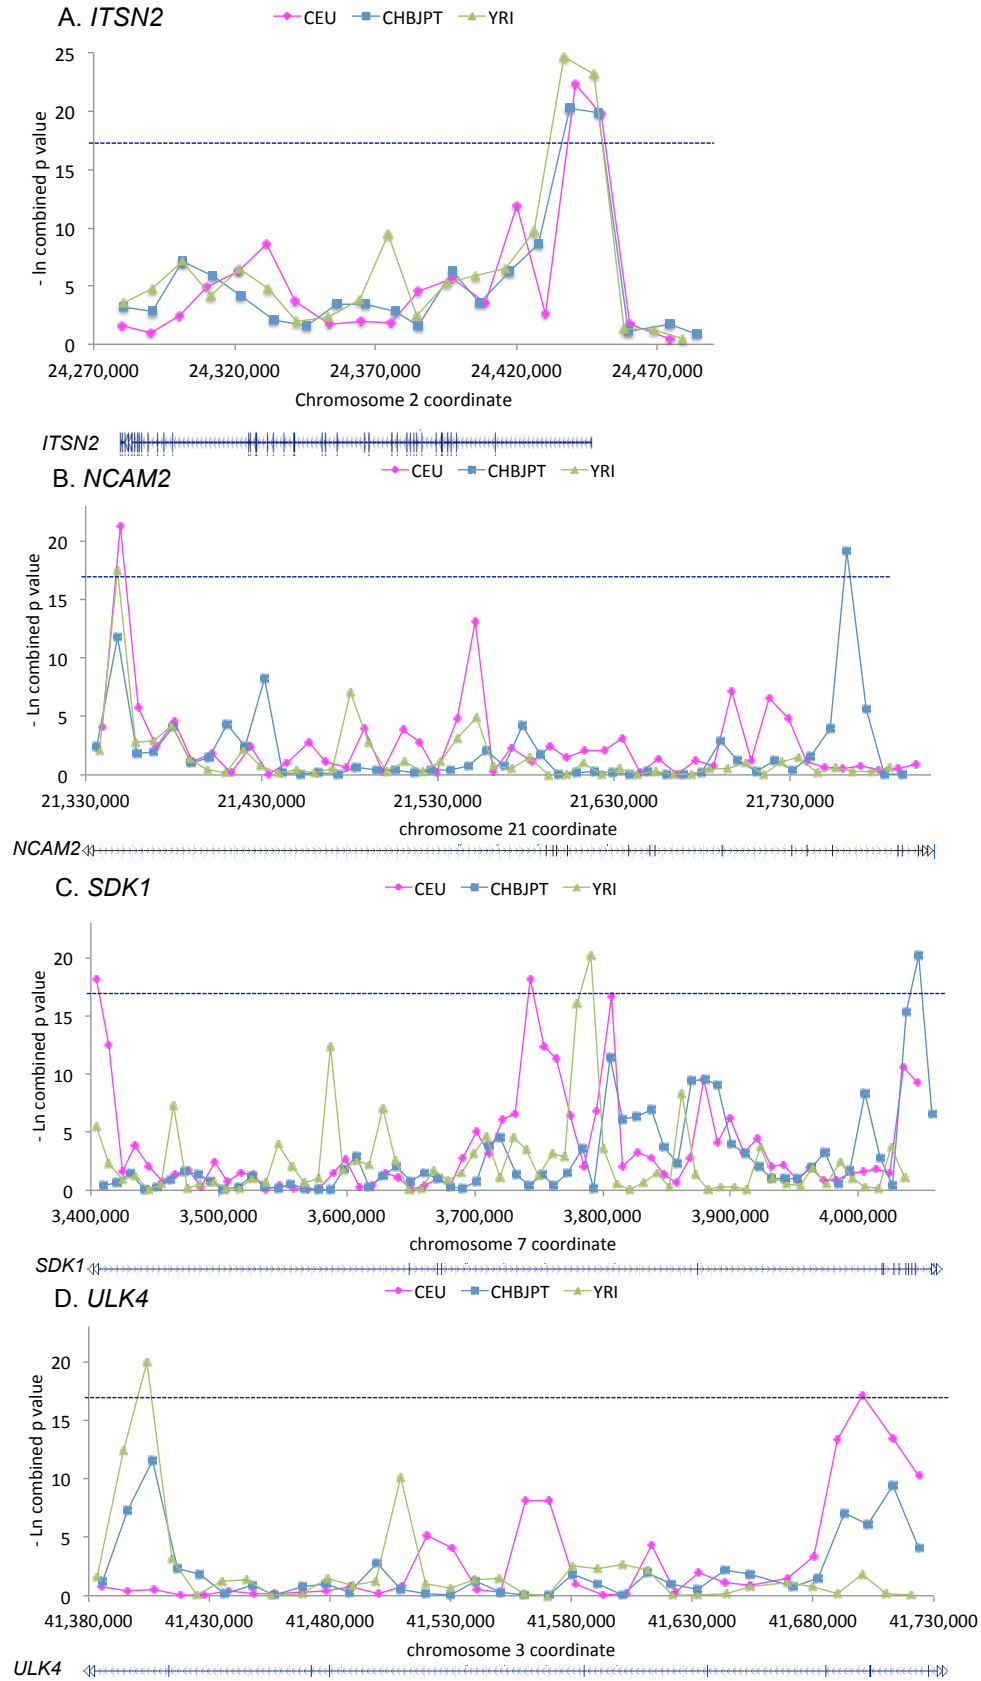 A. ITSN2
CEU CHBJPT YRI
- ln combined p value
25
20
15
10
5
0
24,270,000 24,320,000 24,370,000 24,420,000 24,470,000
Chromosome 2 coordinate
ITSN2
B. NCAM2
CEU CHBJPT YRI
- Ln combined p value
20
15
10
5
0
21,330,000 21,430,000 21,530,000 21,630,000 21,730,000
chromosome 21 coordinate
NCAM2
C. SDK1
CEU CHBJPT YRI
- Ln combined p value
20
15
10
5
0
3,400,000 3,500,000 3,600,000 3,700,000 3,800,000 3,900,000 4,000,000
chromosome 7 coordinate
SDK1
D. ULK4
CEU CHBJPT YRI
- Ln combined p value
20
15
10
5
0
41,380,000 41,430,000 41,480,000 41,530,000 41,580,000 41,630,000 41,680,000 41,730,000
chromosome 3 coordinate
ULK4